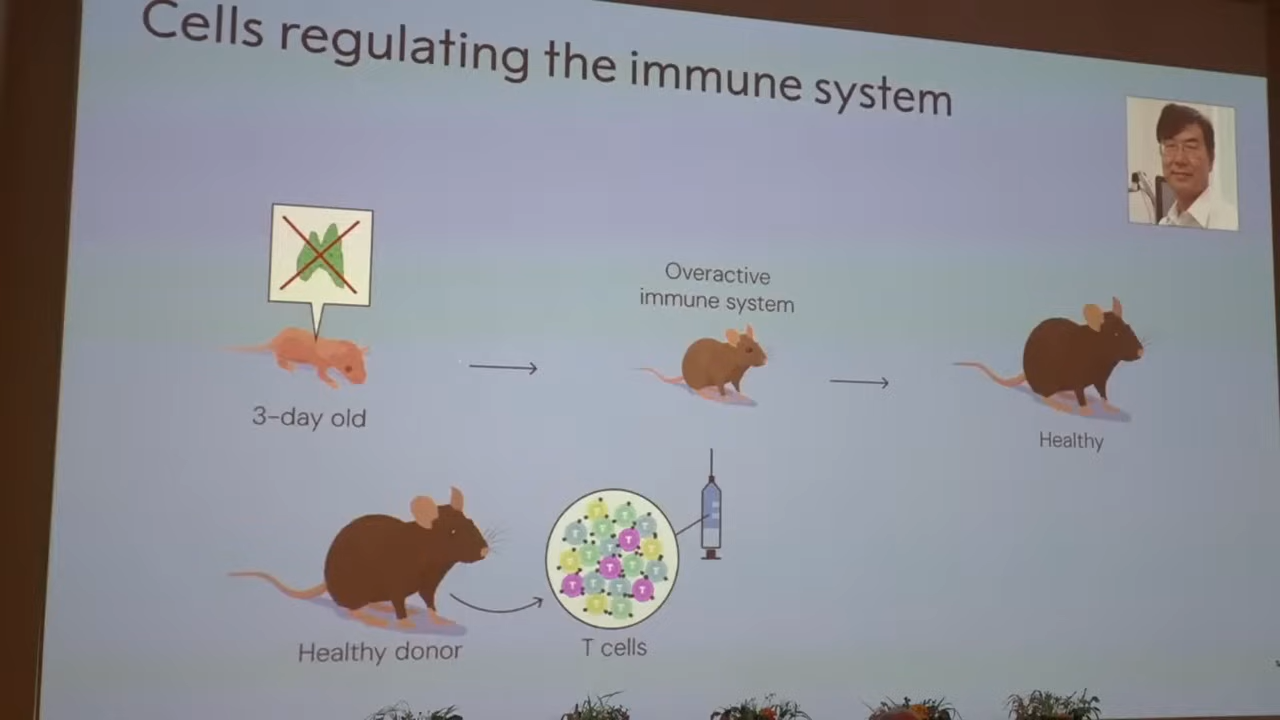 Cells regulating the immune system
Overactive
immune system
3-day old
Healthy
T cells
Healthy donor